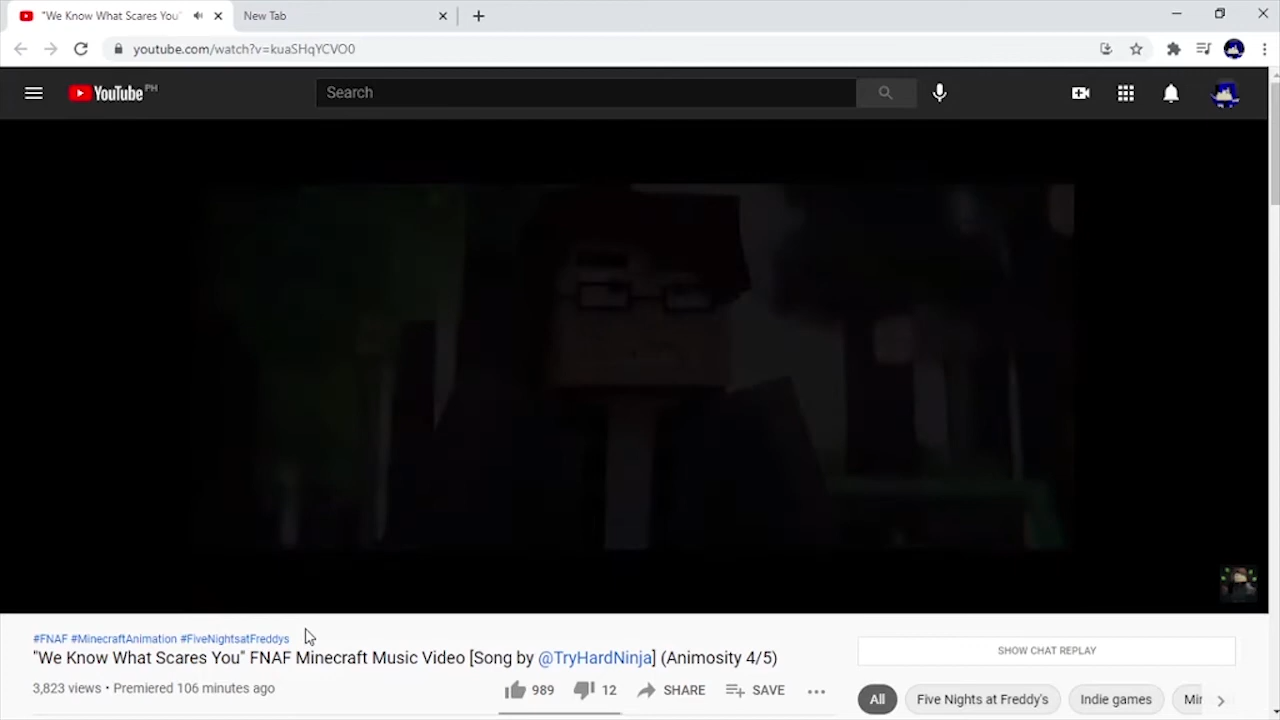 "We Know What Scares You"
New Tab
youtube.com/watch?v=kuaSHqYCVO0
YouTube PH
Search
#FNAF #MinecraftAnimation #FiveNightsatFreddys
"We Know What Scares You" FNAF Minecraft Music Video [Song by @TryHardNinja] (Animosity 4/5)
3,823 views • Premiered 106 minutes ago
989
12
SHARE
SAVE
SHOW CHAT REPLAY
All
Five Nights at Freddy's
Indie games